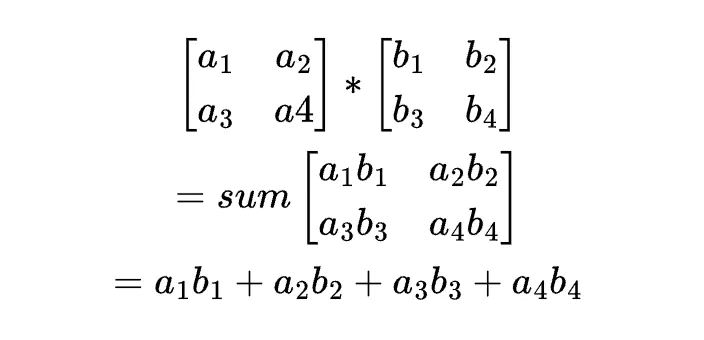 [a₁ a₂] * [b₁ b₂]
[a₃ a4] [b₃ b₄]
= sum [a₁b₁ a₂b₂]
[a₃b₃ a₄b₄]
= a₁b₁ + a₂b₂ + a₃b₃ + a₄b₄